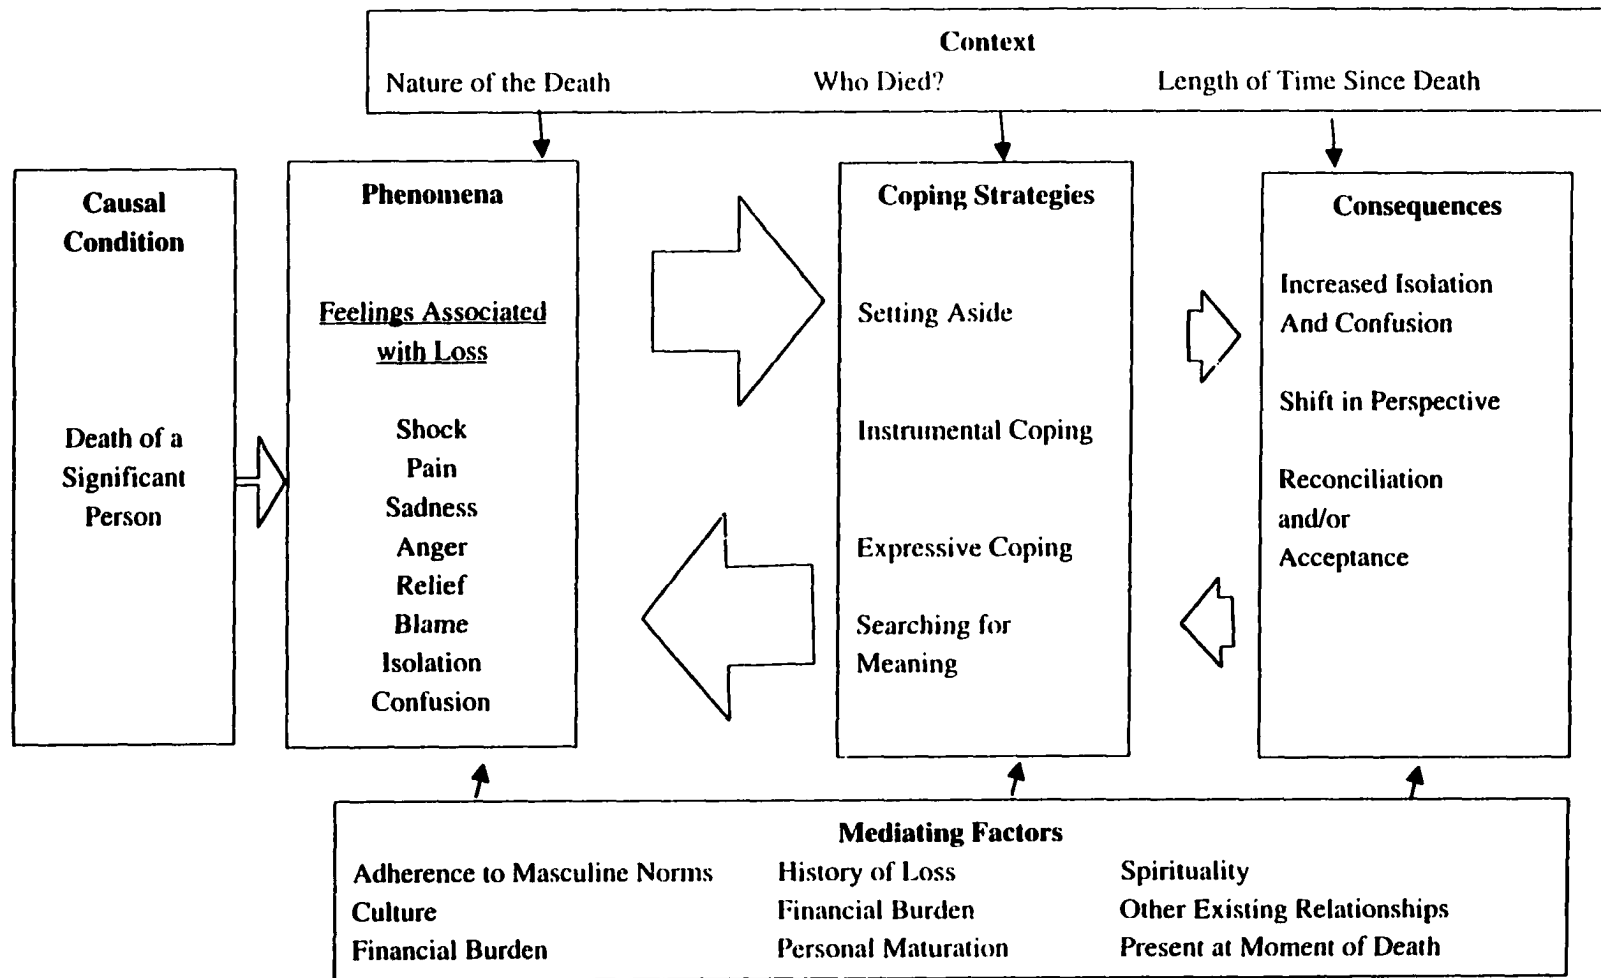 Context
Nature of the Death Who Died? Length of Time Since Death
Causal
Condition
Death of a
Significant
Person
Phenomena
Feelings Associated
with Loss
Shock
Pain
Sadness
Anger
Relief
Blame
Isolation
Confusion
Coping Strategies
Setting Aside
Instrumental Coping
Expressive Coping
Searching for
Meaning
Consequences
Increased Isolation
And Confusion
Shift in Perspective
Reconciliation
and/or
Acceptance
Mediating Factors
Adherence to Masculine Norms History of Loss Spirituality
Culture Financial Burden Other Existing Relationships
Financial Burden Personal Maturation Present at Moment of Death